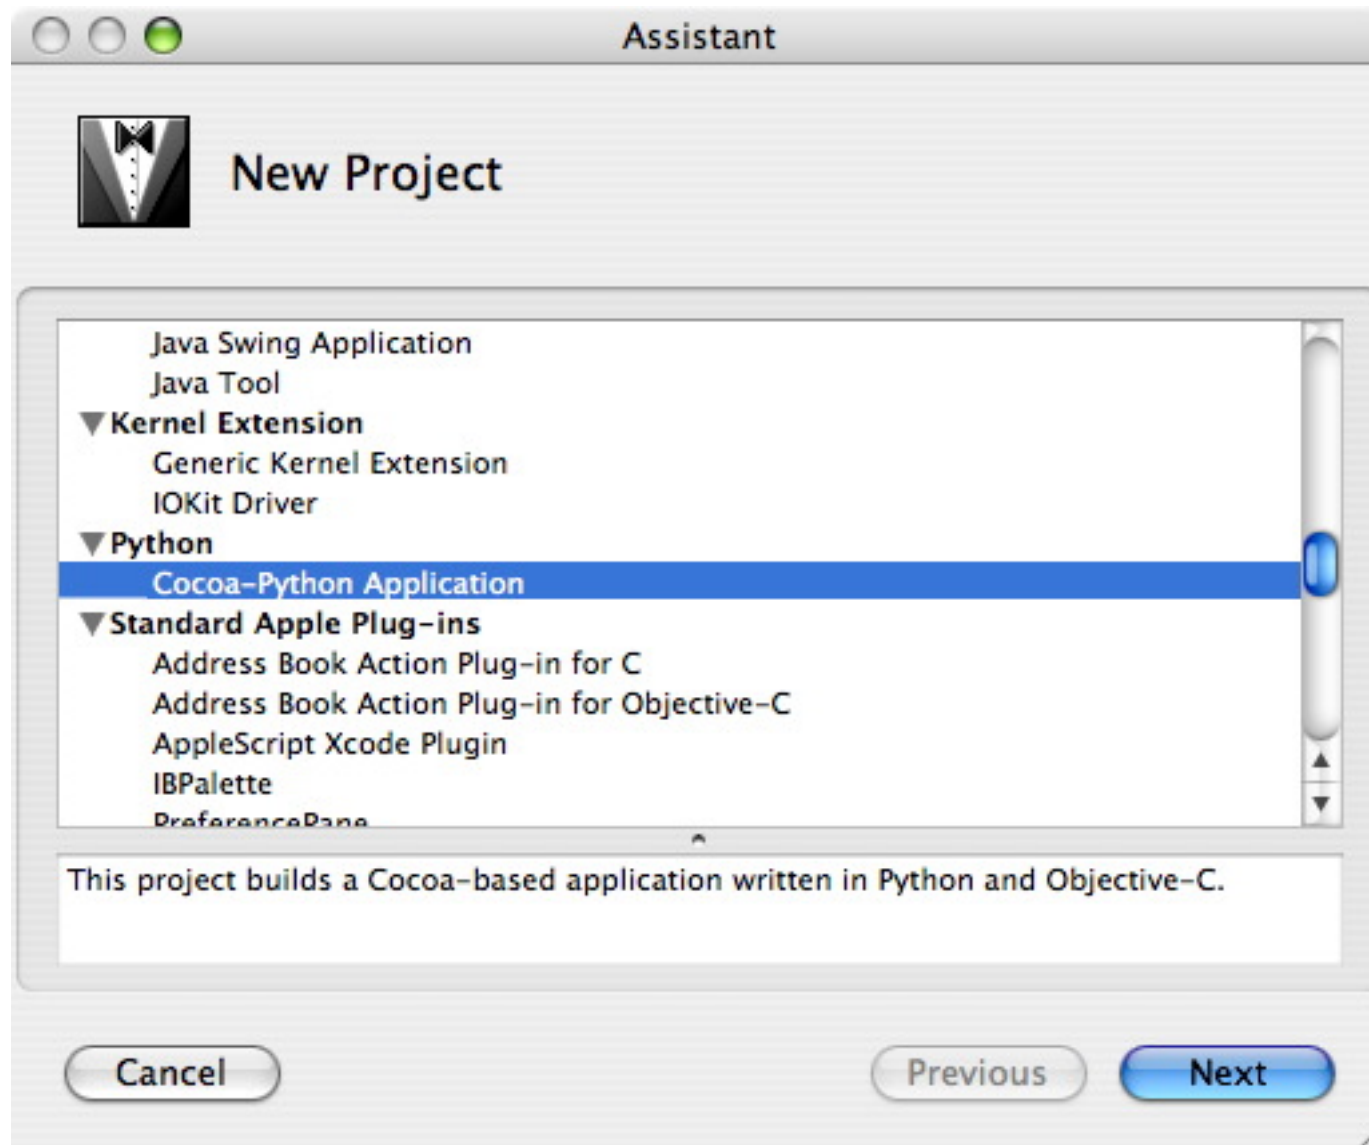 Assistant
New Project
Java Swing Application
Java Tool
Kernel Extension
Generic Kernel Extension
IOKit Driver
Python
Cocoa-Python Application
Standard Apple Plug-ins
Address Book Action Plug-in for C
Address Book Action Plug-in for Objective-C
AppleScript Xcode Plugin
IBPalette
PreferencePane
This project builds a Cocoa-based application written in Python and Objective-C.
Cancel
Previous
Next